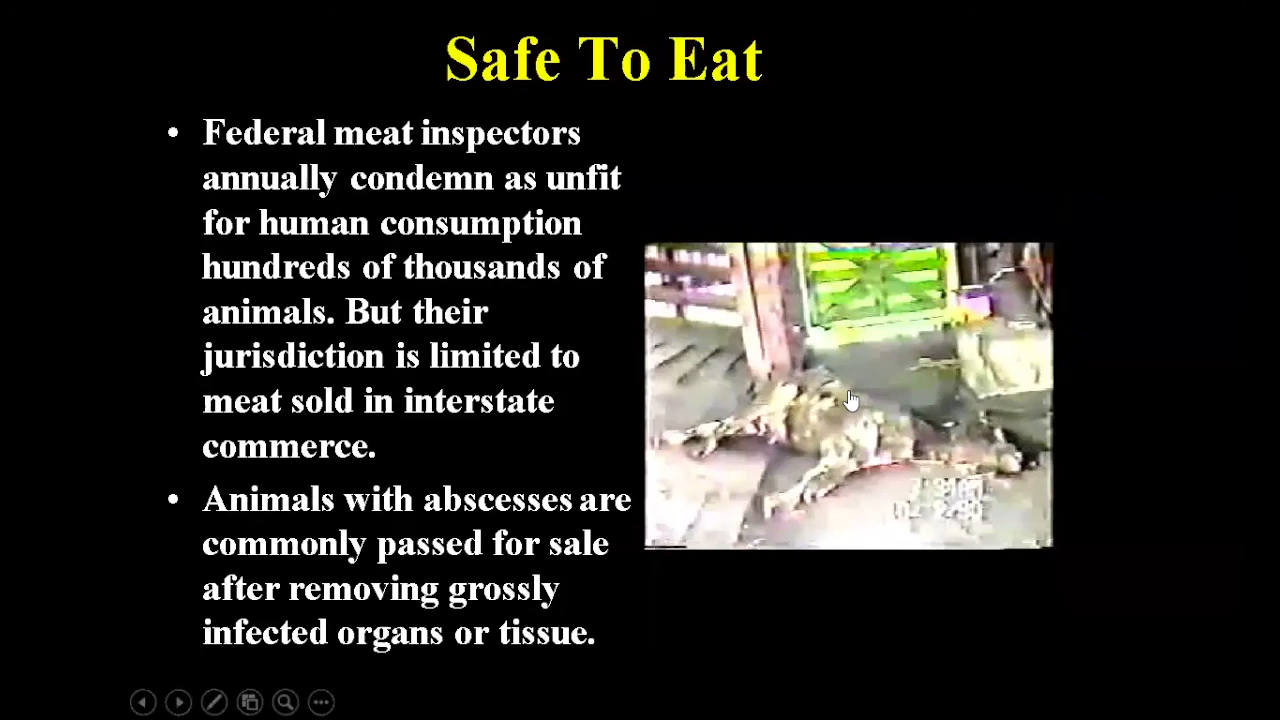 Safe To Eat
• Federal meat inspectors
annually condemn as unfit
for human consumption
hundreds of thousands of
animals. But their
jurisdiction is limited to
meat sold in interstate
commerce.
• Animals with abscesses are
commonly passed for sale
after removing grossly
infected organs or tissue.